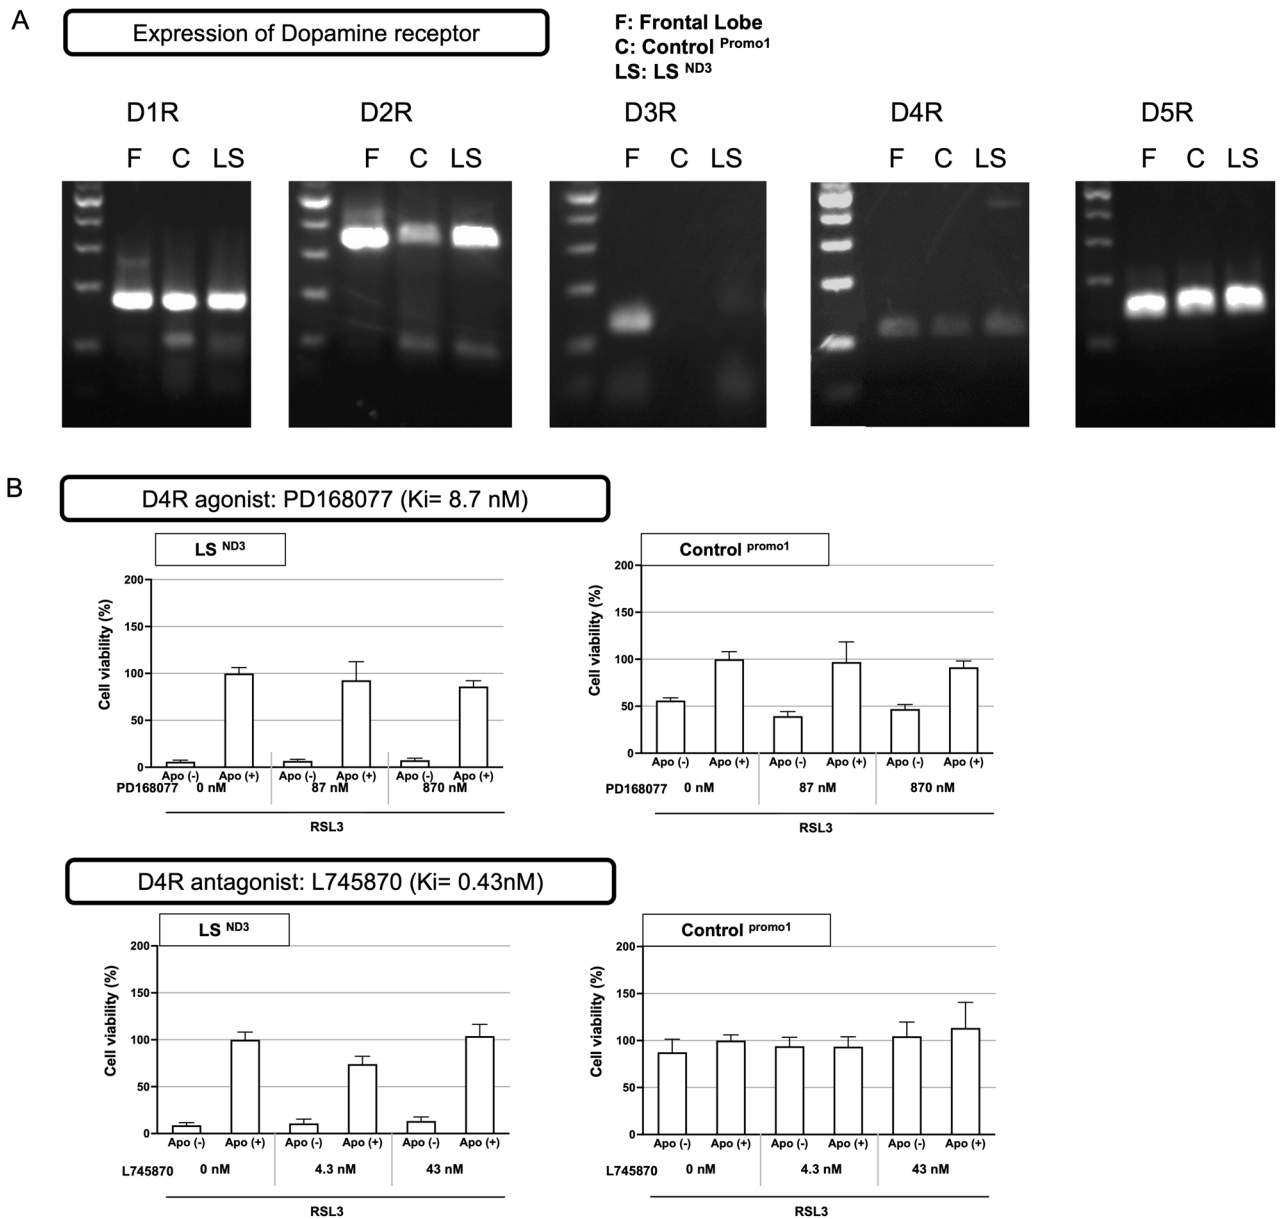 A
Expression of Dopamine receptor
F: Frontal Lobe
C: Control Promo1
LS: LS ND3
D1R D2R D3R D4R D5R
F C LS F C LS F C LS F C LS F C LS
B
D4R agonist: PD168077 (Ki= 8.7 nM)
LS ND3
Cell viability (%)
200
150
100
50
0
Apo (-) Apo (+) Apo (-) Apo (+) Apo (-) Apo (+)
PD168077 0 nM 87 nM 870 nM
RSL3
Control promo1
Cell viability (%)
200
150
100
50
0
Apo (-) Apo (+) Apo (-) Apo (+) Apo (-) Apo (+)
PD168077 0 nM 87 nM 870 nM
RSL3
D4R antagonist: L745870 (Ki= 0.43nM)
LS ND3
Cell viability (%)
200
150
100
50
0
Apo (-) Apo (+) Apo (-) Apo (+) Apo (-) Apo (+)
L745870 0 nM 4.3 nM 43 nM
RSL3
Control promo1
Cell viability (%)
200
150
100
50
0
Apo (-) Apo (+) Apo (-) Apo (+) Apo (-) Apo (+)
L745870 0 nM 4.3 nM 43 nM
RSL3